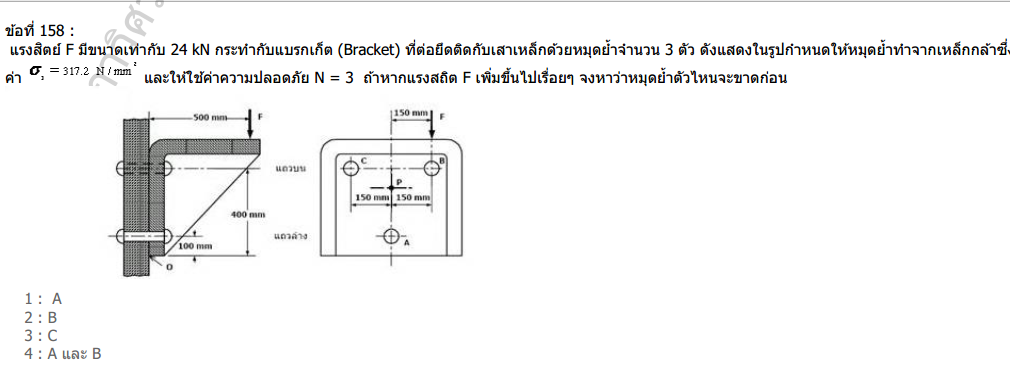 ข้อที่ 158 :
แรงสถิตย์ F มีขนาดเท่ากับ 24 kN กระทำกับแบรกเก็ต (Bracket) ที่ต่อยึดติดกับเสาเหล็กด้วยหมุดย้ำจำนวน 3 ตัว ดังแสดงในรูปกำหนดให้หมุดย้ำทำจากเหล็กกล้าซึ่ง
ค่า σs = 317.2 N / mm² และให้ใช้ค่าความปลอดภัย N = 3 ถ้าหากแรงสถิต F เพิ่มขึ้นไปเรื่อยๆ จงหาว่าหมุดย้ำตัวไหนจะขาดก่อน
500 mm F
150 mm F
C B
แถวบน
P
150 mm 150 mm
400 mm
แถวล่าง
A
100 mm
O
1 : A
2 : B
3 : C
4 : A และ B